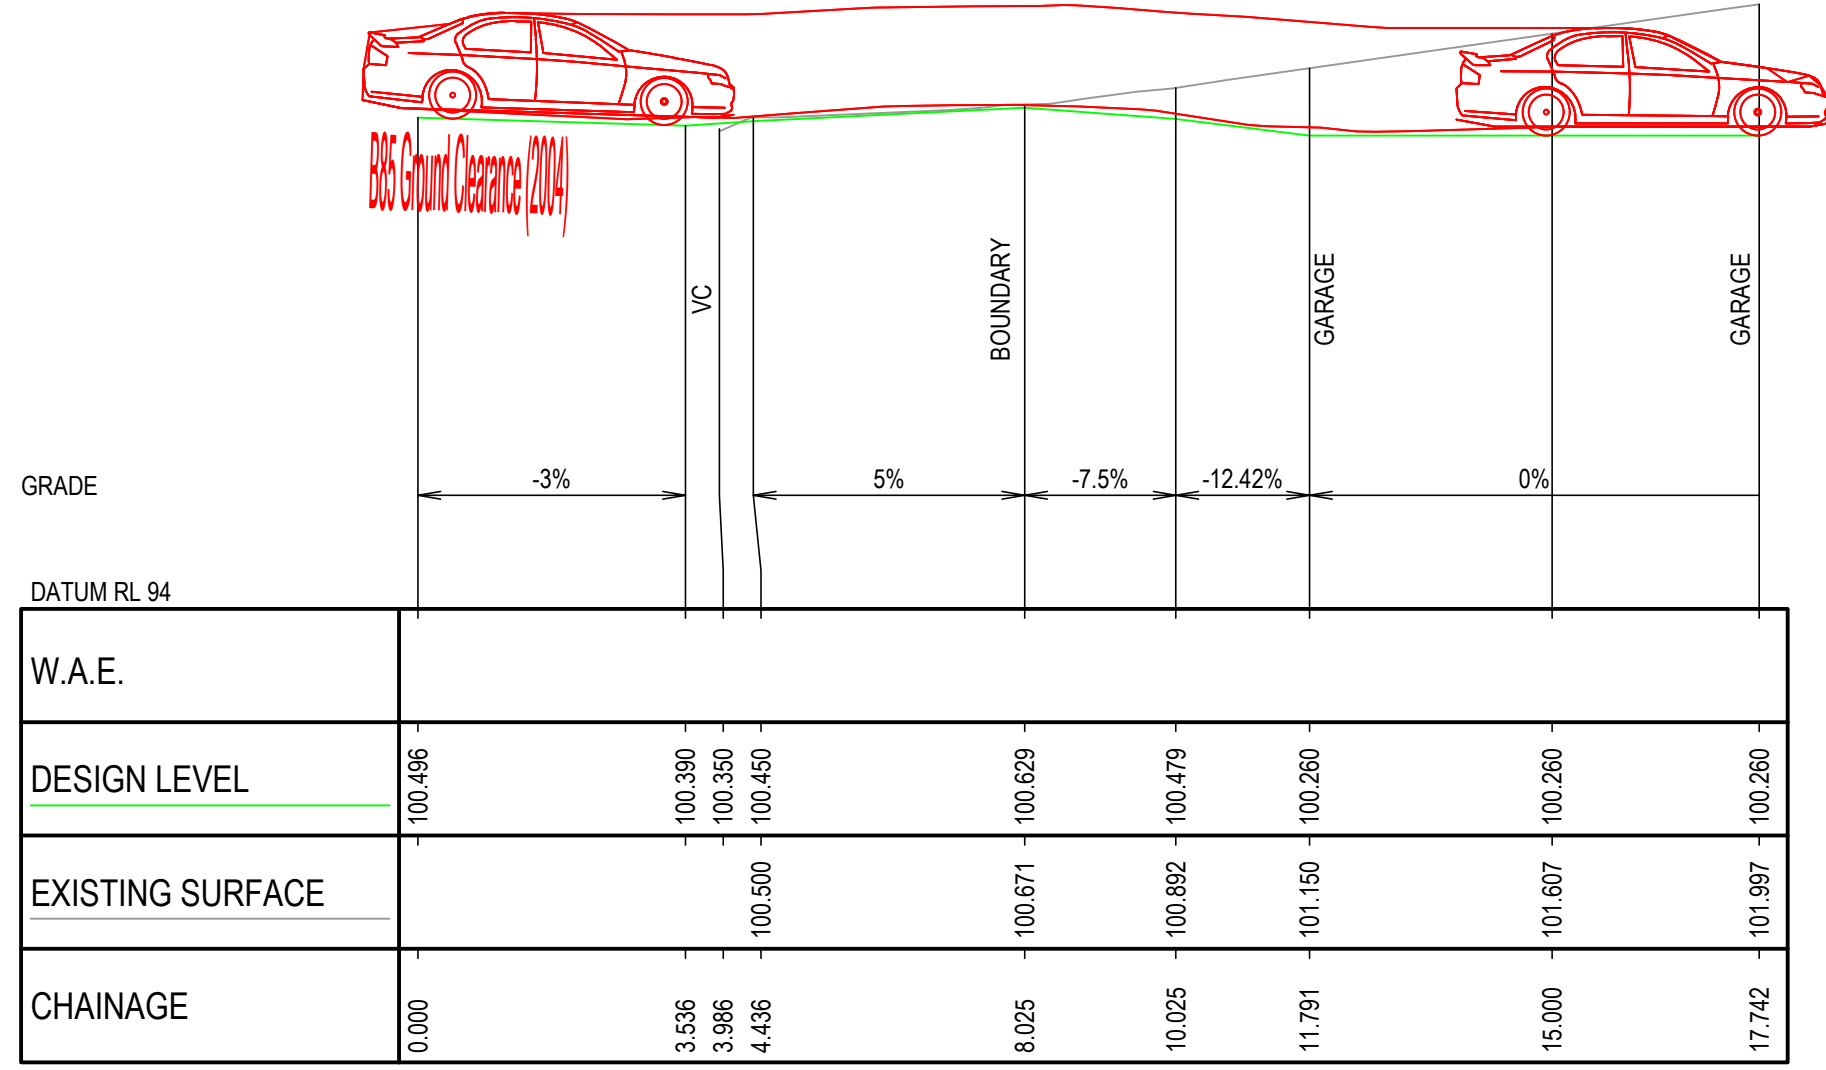 B85 Ground Clearance (2004)
VC
BOUNDARY
GARAGE
GARAGE
GRADE
-3%
5%
-7.5%
-12.42%
0%
DATUM RL 94
W.A.E.
DESIGN LEVEL
100.496
100.390
100.350
100.450
100.629
100.479
100.260
100.260
100.260
EXISTING SURFACE
100.500
100.671
100.892
101.150
101.607
101.997
CHAINAGE
0.000
3.536
3.986
4.436
8.025
10.025
11.791
15.000
17.742